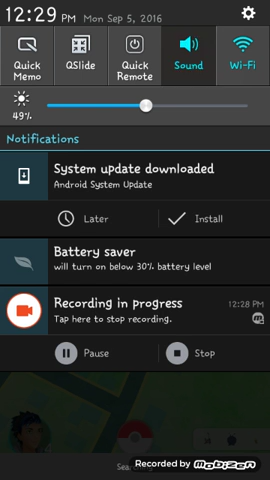 12:29 PM Mon Sep 5, 2016
Quick Memo
QSlide
Quick Remote
Sound
Wi-Fi
49%
Notifications
System update downloaded
Android System Update
Later
Install
Battery saver
will turn on below 30% battery level
Recording in progress
12:28 PM
Tap here to stop recording.
Pause
Stop
Recorded by mobizen